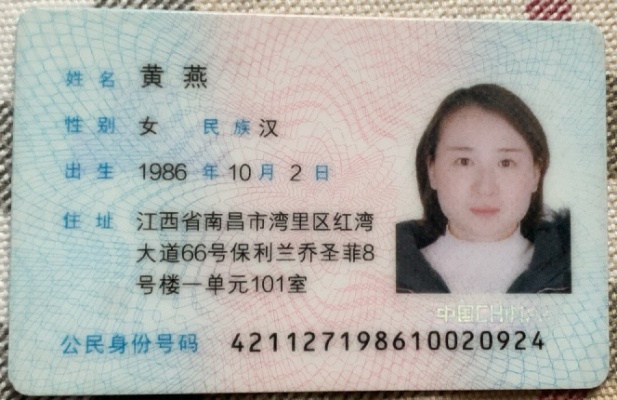 姓名 黄燕
性别 女 民族 汉
出生 1986 年 10 月 2 日
住址 江西省南昌市湾里区红湾
大道66号保利兰乔圣菲8
号楼一单元101室
中国CHINA
公民身份号码 421127198610020924